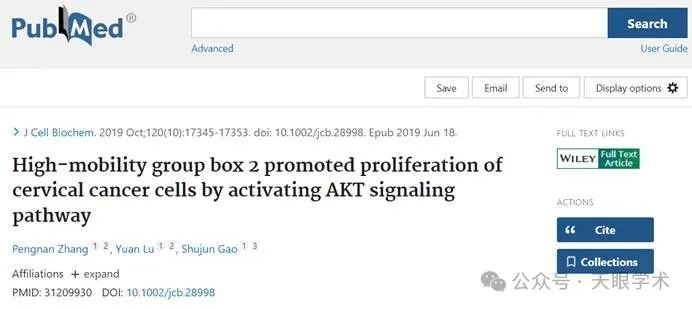 PubMed®
Search
Advanced
User Guide
Save
Email
Send to
Display options
J Cell Biochem. 2019 Oct;120(10):17345-17353. doi: 10.1002/jcb.28998. Epub 2019 Jun 18.
High-mobility group box 2 promoted proliferation of
cervical cancer cells by activating AKT signaling
pathway
Pengnan Zhang 1 2, Yuan Lu 1 2, Shujun Gao 1 3
Affiliations + expand
PMID: 31209930 DOI: 10.1002/jcb.28998
FULL TEXT LINKS
WILEY Full Text Article
ACTIONS
Cite
Collections
公众号 · 天眼学术